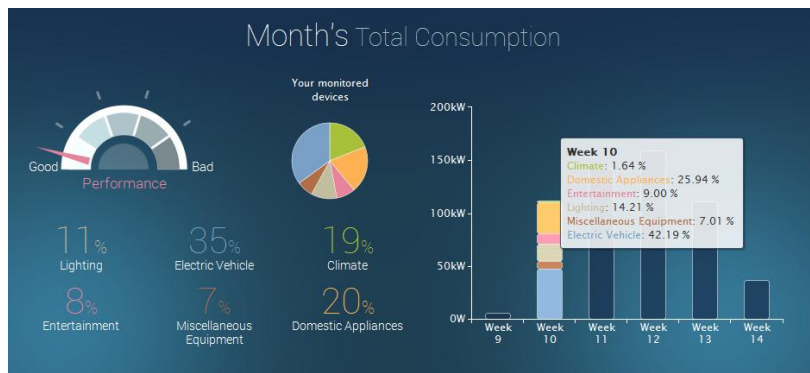 Month's Total Consumption
Your monitored
devices
Good
Bad
Performance
11%
Lighting
35%
Electric Vehicle
19%
Climate
8%
Entertainment
7%
Miscellaneous
Equipment
20%
Domestic Appliances
200kW
150kW
100kW
50kW
0W
Week 10
Climate: 1.64 %
Domestic Appliances: 25.94 %
Entertainment: 9.00 %
Lighting: 14.21 %
Miscellaneous Equipment: 7.01 %
Electric Vehicle: 42.19 %
Week
9
Week
10
Week
11
Week
12
Week
13
Week
14